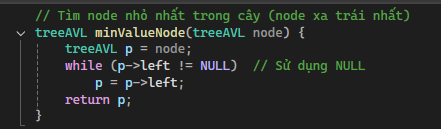 // Tìm node nhỏ nhất trong cây (node xa trái nhất)
treeAVL minValueNode(treeAVL node) {
    treeAVL p = node;
    while (p->left != NULL)  // Sử dụng NULL
        p = p->left;
    return p;
}